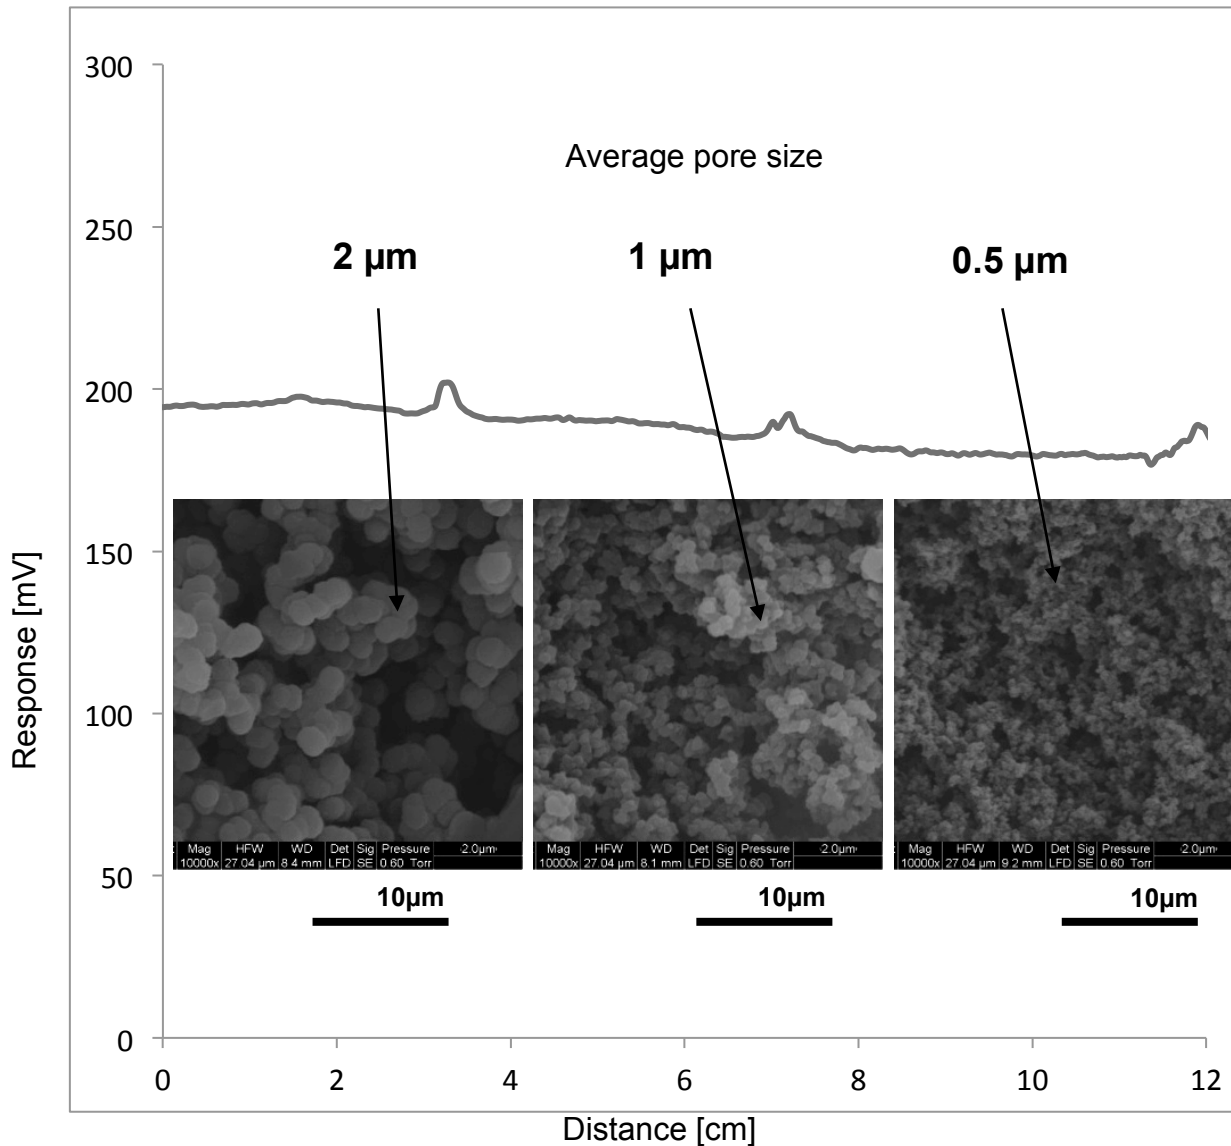 300
Average pore size
250
2 µm 1 µm 0.5 µm
200
150
Response [mV]
100
Mag HFW WD Det Sig Pressure 2.0µm
10000x 27.04 µm 8.4 mm LFD SE 0.60 Torr
Mag HFW WD Det Sig Pressure 2.0µm
10000x 27.04 µm 8.1 mm LFD SE 0.60 Torr
Mag HFW WD Det Sig Pressure 2.0µm
10000x 27.04 µm 9.2 mm LFD SE 0.60 Torr
50
10µm 10µm 10µm
0
0 2 4 6 8 10 12
Distance [cm]